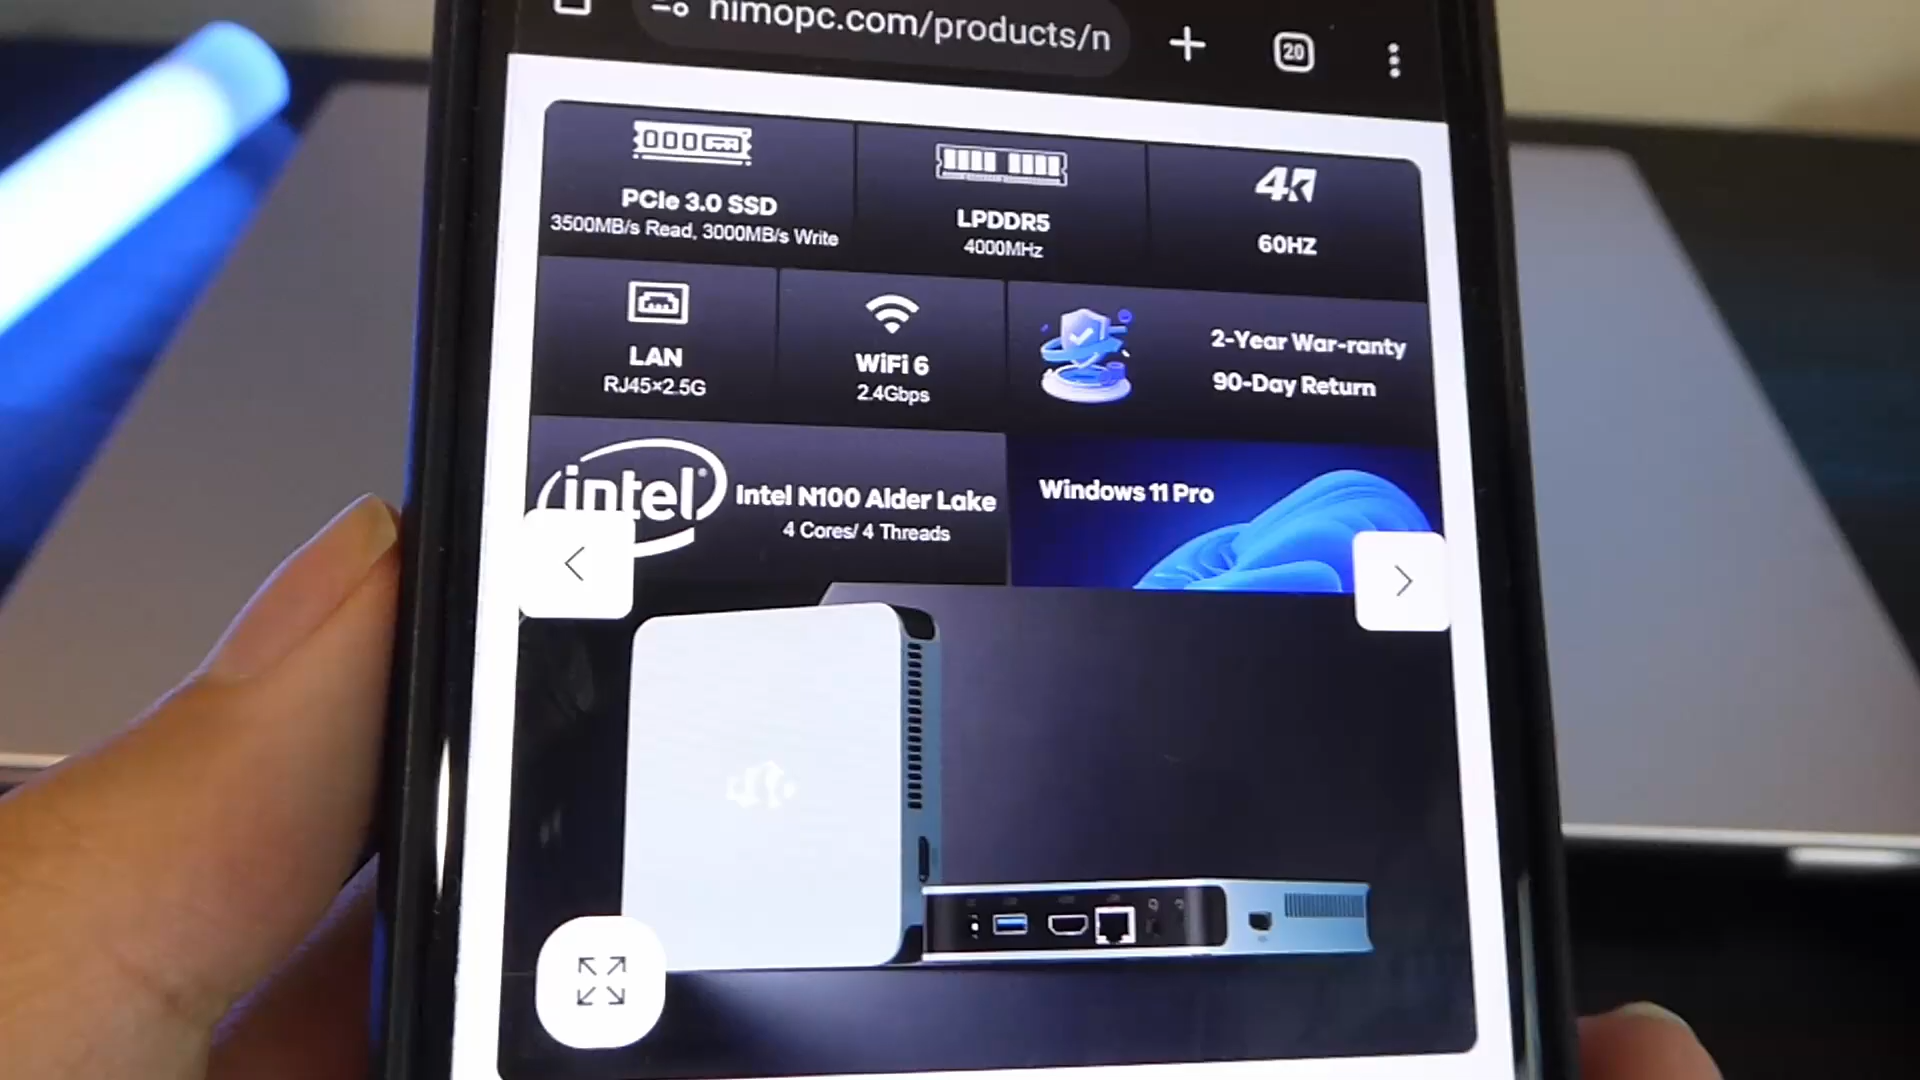 nimopc.com/products/n
20
PCIe 3.0 SSD
3500MB/s Read, 3000MB/s Write
LPDDR5
4000MHz
4K
60HZ
LAN
RJ45×2.5G
WiFi 6
2.4Gbps
2-Year War-ranty
90-Day Return
intel
Intel N100 Alder Lake
4 Cores/ 4 Threads
Windows 11 Pro